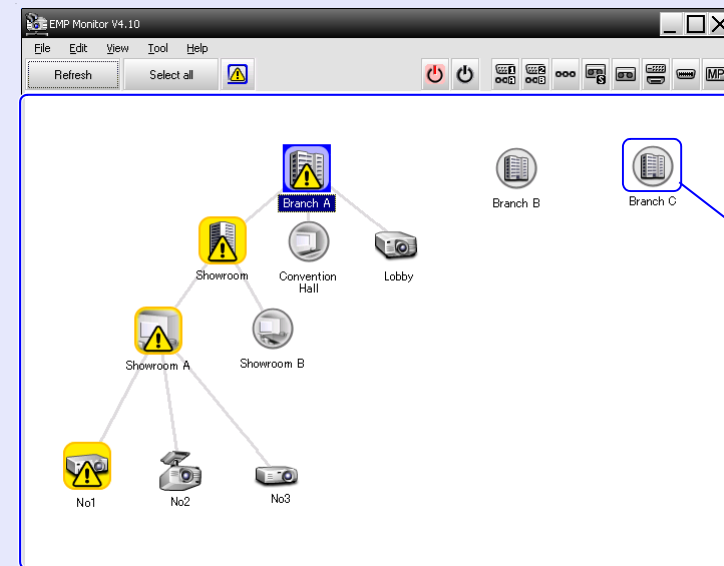 EMP Monitor V4.10
File Edit View Tool Help
Refresh Select all
MP
Branch A
Branch B
Branch C
Showroom
Convention
Hall
Lobby
Showroom A
Showroom B
No1
No2
No3